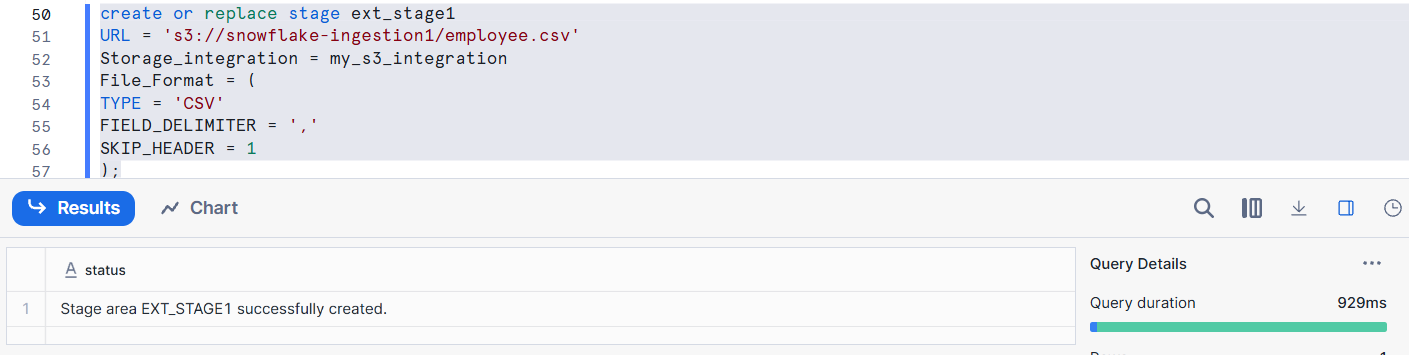 50 create or replace stage ext_stage1
51 URL = 's3://snowflake-ingestion1/employee.csv'
52 Storage_integration = my_s3_integration
53 File_Format = (
54 TYPE = 'CSV'
55 FIELD_DELIMITER = ','
56 SKIP_HEADER = 1
57 );
Results Chart
A status
Query Details
1 Stage area EXT_STAGE1 successfully created.
Query duration 929ms